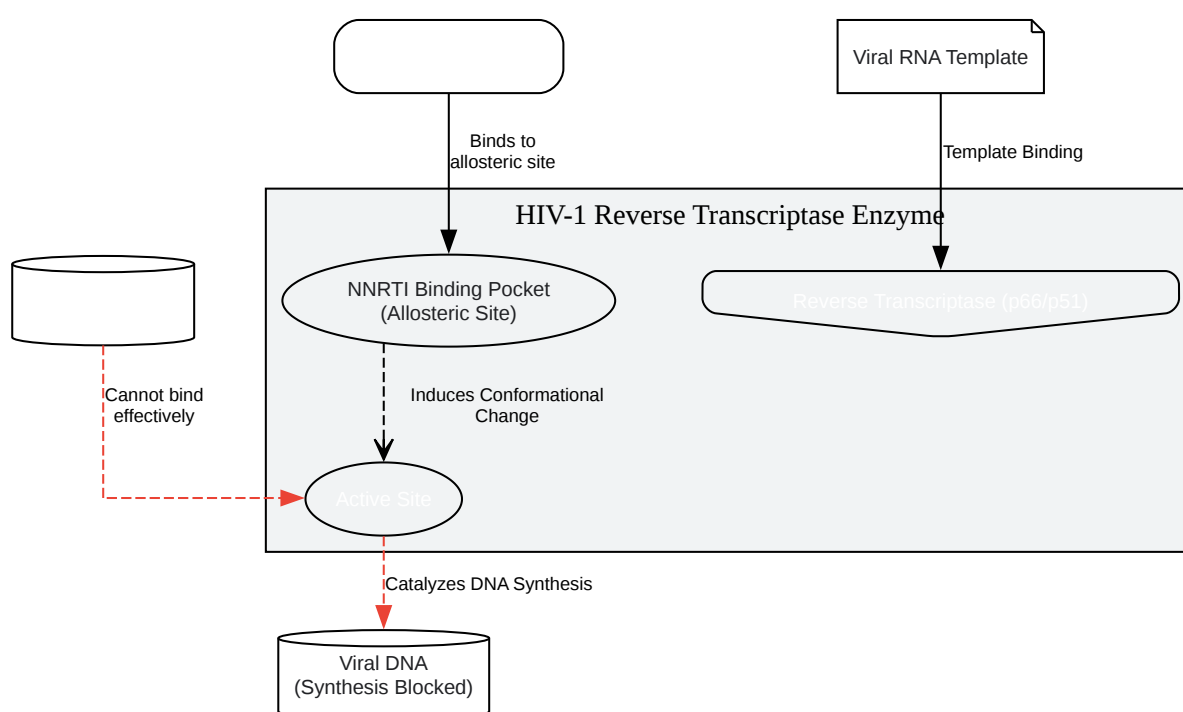 Viral RNA Template
Binds to
allosteric site
Template Binding
HIV-1 Reverse Transcriptase Enzyme
NNRTI Binding Pocket
(Allosteric Site)
Reverse Transcriptase (p66/p51)
Cannot bind
effectively
Induces Conformational
Change
Active Site
Catalyzes DNA Synthesis
Viral DNA
(Synthesis Blocked)